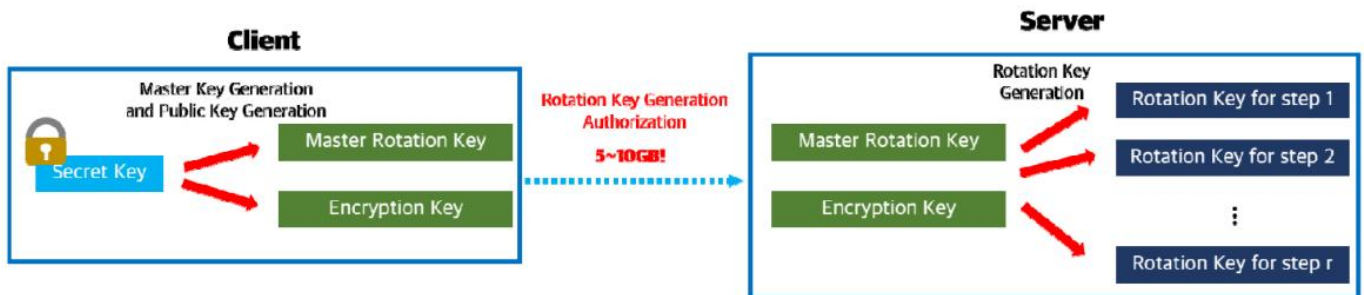 Client
Master Key Generation
and Public Key Generation
Secret Key
Master Rotation Key
Encryption Key
Rotation Key Generation
Authorization
5~10GB!
Server
Rotation Key
Generation
Master Rotation Key
Encryption Key
Rotation Key for step 1
Rotation Key for step 2
⋮
Rotation Key for step r